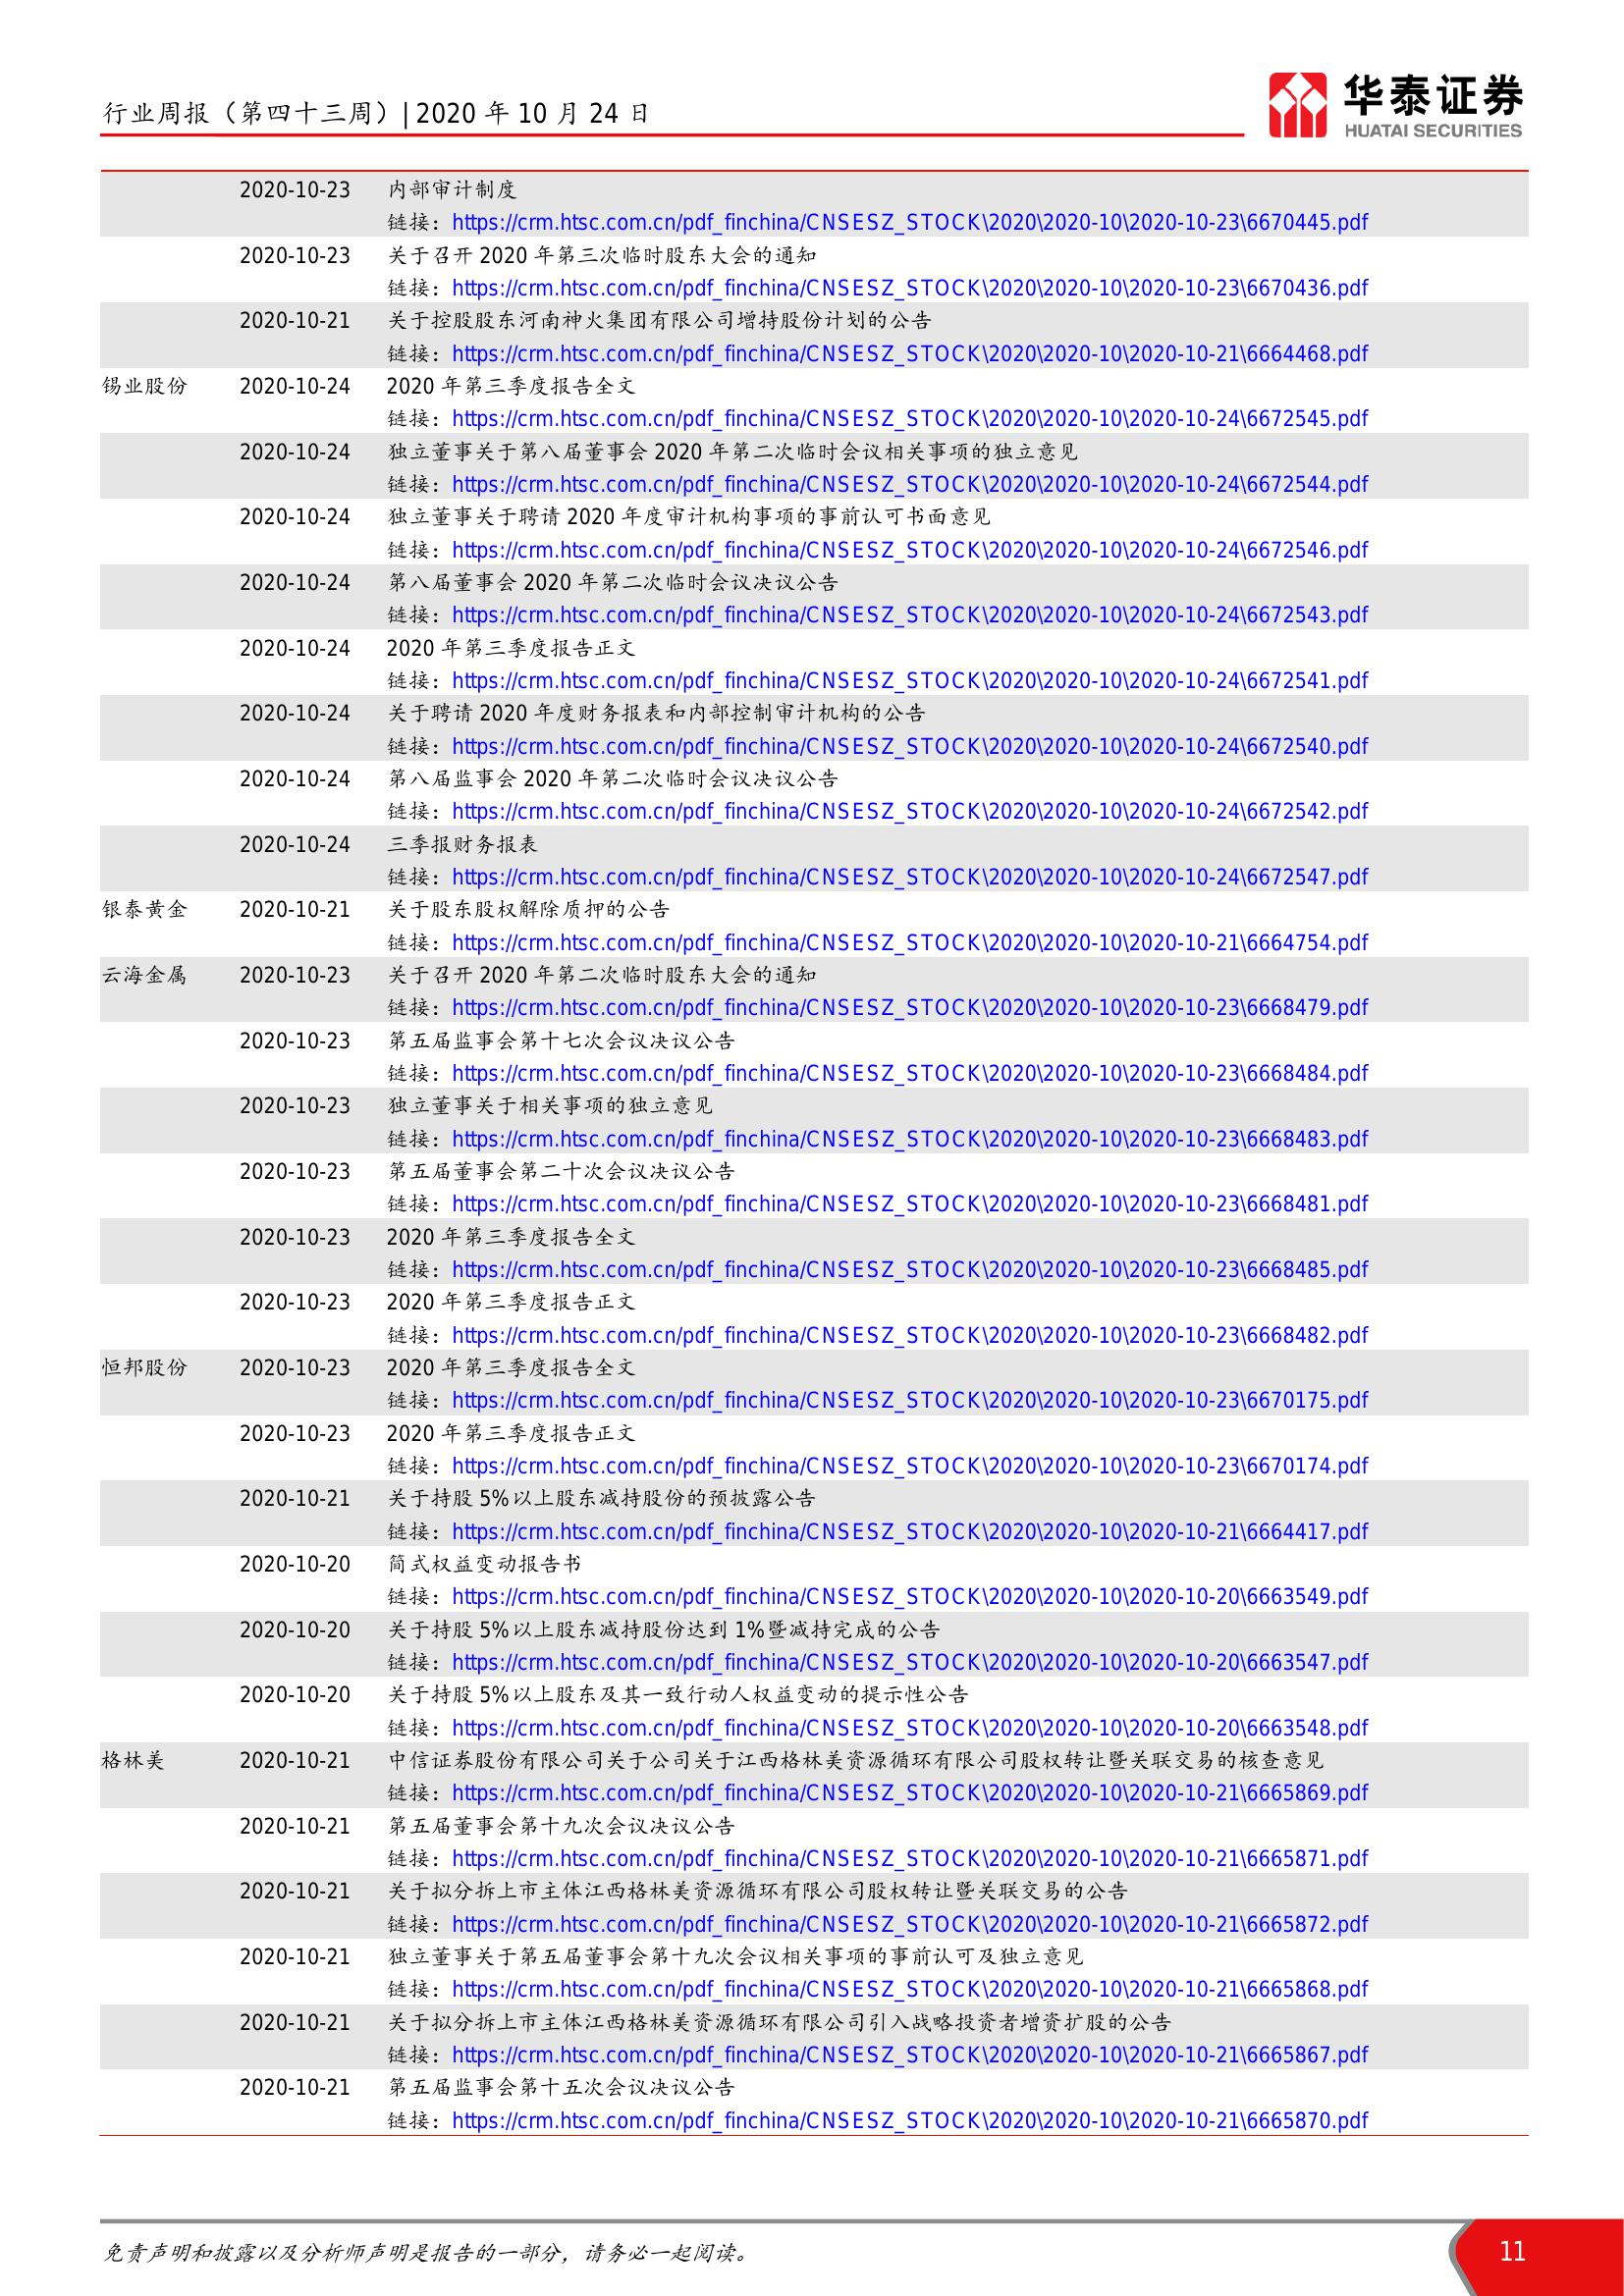 行业周报（第四十三周）| 2020 年 10 月 24 日
华泰证券
HUATAI SECURITIES
2020-10-23 内部审计制度
链接：https://crm.htsc.com.cn/pdf_finchina/CNSESZ_STOCK\2020\2020-10\2020-10-23\6670445.pdf
2020-10-23 关于召开 2020 年第三次临时股东大会的通知
链接：https://crm.htsc.com.cn/pdf_finchina/CNSESZ_STOCK\2020\2020-10\2020-10-23\6670436.pdf
2020-10-21 关于控股股东河南神火集团有限公司增持股份计划的公告
链接：https://crm.htsc.com.cn/pdf_finchina/CNSESZ_STOCK\2020\2020-10\2020-10-21\6664468.pdf
锡业股份 2020-10-24 2020 年第三季度报告全文
链接：https://crm.htsc.com.cn/pdf_finchina/CNSESZ_STOCK\2020\2020-10\2020-10-24\6672545.pdf
2020-10-24 独立董事关于第八届董事会 2020 年第二次临时会议相关事项的独立意见
链接：https://crm.htsc.com.cn/pdf_finchina/CNSESZ_STOCK\2020\2020-10\2020-10-24\6672544.pdf
2020-10-24 独立董事关于聘请 2020 年度审计机构事项的事前认可书面意见
链接：https://crm.htsc.com.cn/pdf_finchina/CNSESZ_STOCK\2020\2020-10\2020-10-24\6672546.pdf
2020-10-24 第八届董事会 2020 年第二次临时会议决议公告
链接：https://crm.htsc.com.cn/pdf_finchina/CNSESZ_STOCK\2020\2020-10\2020-10-24\6672543.pdf
2020-10-24 2020 年第三季度报告正文
链接：https://crm.htsc.com.cn/pdf_finchina/CNSESZ_STOCK\2020\2020-10\2020-10-24\6672541.pdf
2020-10-24 关于聘请 2020 年度财务报表和内部控制审计机构的公告
链接：https://crm.htsc.com.cn/pdf_finchina/CNSESZ_STOCK\2020\2020-10\2020-10-24\6672540.pdf
2020-10-24 第八届监事会 2020 年第二次临时会议决议公告
链接：https://crm.htsc.com.cn/pdf_finchina/CNSESZ_STOCK\2020\2020-10\2020-10-24\6672542.pdf
2020-10-24 三季报财务报表
链接：https://crm.htsc.com.cn/pdf_finchina/CNSESZ_STOCK\2020\2020-10\2020-10-24\6672547.pdf
银泰黄金 2020-10-21 关于股东股权解除质押的公告
链接：https://crm.htsc.com.cn/pdf_finchina/CNSESZ_STOCK\2020\2020-10\2020-10-21\6664754.pdf
云海金属 2020-10-23 关于召开 2020 年第二次临时股东大会的通知
链接：https://crm.htsc.com.cn/pdf_finchina/CNSESZ_STOCK\2020\2020-10\2020-10-23\6668479.pdf
2020-10-23 第五届监事会第十七次会议决议公告
链接：https://crm.htsc.com.cn/pdf_finchina/CNSESZ_STOCK\2020\2020-10\2020-10-23\6668484.pdf
2020-10-23 独立董事关于相关事项的独立意见
链接：https://crm.htsc.com.cn/pdf_finchina/CNSESZ_STOCK\2020\2020-10\2020-10-23\6668483.pdf
2020-10-23 第五届董事会第二十次会议决议公告
链接：https://crm.htsc.com.cn/pdf_finchina/CNSESZ_STOCK\2020\2020-10\2020-10-23\6668481.pdf
2020-10-23 2020 年第三季度报告全文
链接：https://crm.htsc.com.cn/pdf_finchina/CNSESZ_STOCK\2020\2020-10\2020-10-23\6668485.pdf
2020-10-23 2020 年第三季度报告正文
链接：https://crm.htsc.com.cn/pdf_finchina/CNSESZ_STOCK\2020\2020-10\2020-10-23\6668482.pdf
恒邦股份 2020-10-23 2020 年第三季度报告全文
链接：https://crm.htsc.com.cn/pdf_finchina/CNSESZ_STOCK\2020\2020-10\2020-10-23\6670175.pdf
2020-10-23 2020 年第三季度报告正文
链接：https://crm.htsc.com.cn/pdf_finchina/CNSESZ_STOCK\2020\2020-10\2020-10-23\6670174.pdf
2020-10-21 关于持股 5%以上股东减持股份的预披露公告
链接：https://crm.htsc.com.cn/pdf_finchina/CNSESZ_STOCK\2020\2020-10\2020-10-21\6664417.pdf
2020-10-20 简式权益变动报告书
链接：https://crm.htsc.com.cn/pdf_finchina/CNSESZ_STOCK\2020\2020-10\2020-10-20\6663549.pdf
2020-10-20 关于持股 5%以上股东减持股份达到 1%暨减持完成的公告
链接：https://crm.htsc.com.cn/pdf_finchina/CNSESZ_STOCK\2020\2020-10\2020-10-20\6663547.pdf
2020-10-20 关于持股 5%以上股东及其一致行动人权益变动的提示性公告
链接：https://crm.htsc.com.cn/pdf_finchina/CNSESZ_STOCK\2020\2020-10\2020-10-20\6663548.pdf
格林美 2020-10-21 中信证券股份有限公司关于公司关于江西格林美资源循环有限公司股权转让暨关联交易的核查意见
链接：https://crm.htsc.com.cn/pdf_finchina/CNSESZ_STOCK\2020\2020-10\2020-10-21\6665869.pdf
2020-10-21 第五届董事会第十九次会议决议公告
链接：https://crm.htsc.com.cn/pdf_finchina/CNSESZ_STOCK\2020\2020-10\2020-10-21\6665871.pdf
2020-10-21 关于拟分拆上市主体江西格林美资源循环有限公司股权转让暨关联交易的公告
链接：https://crm.htsc.com.cn/pdf_finchina/CNSESZ_STOCK\2020\2020-10\2020-10-21\6665872.pdf
2020-10-21 独立董事关于第五届董事会第十九次会议相关事项的事前认可及独立意见
链接：https://crm.htsc.com.cn/pdf_finchina/CNSESZ_STOCK\2020\2020-10\2020-10-21\6665868.pdf
2020-10-21 关于拟分拆上市主体江西格林美资源循环有限公司引入战略投资者增资扩股的公告
链接：https://crm.htsc.com.cn/pdf_finchina/CNSESZ_STOCK\2020\2020-10\2020-10-21\6665867.pdf
2020-10-21 第五届监事会第十五次会议决议公告
链接：https://crm.htsc.com.cn/pdf_finchina/CNSESZ_STOCK\2020\2020-10\2020-10-21\6665870.pdf
免责声明和披露以及分析师声明是报告的一部分，请务必一起阅读。 11